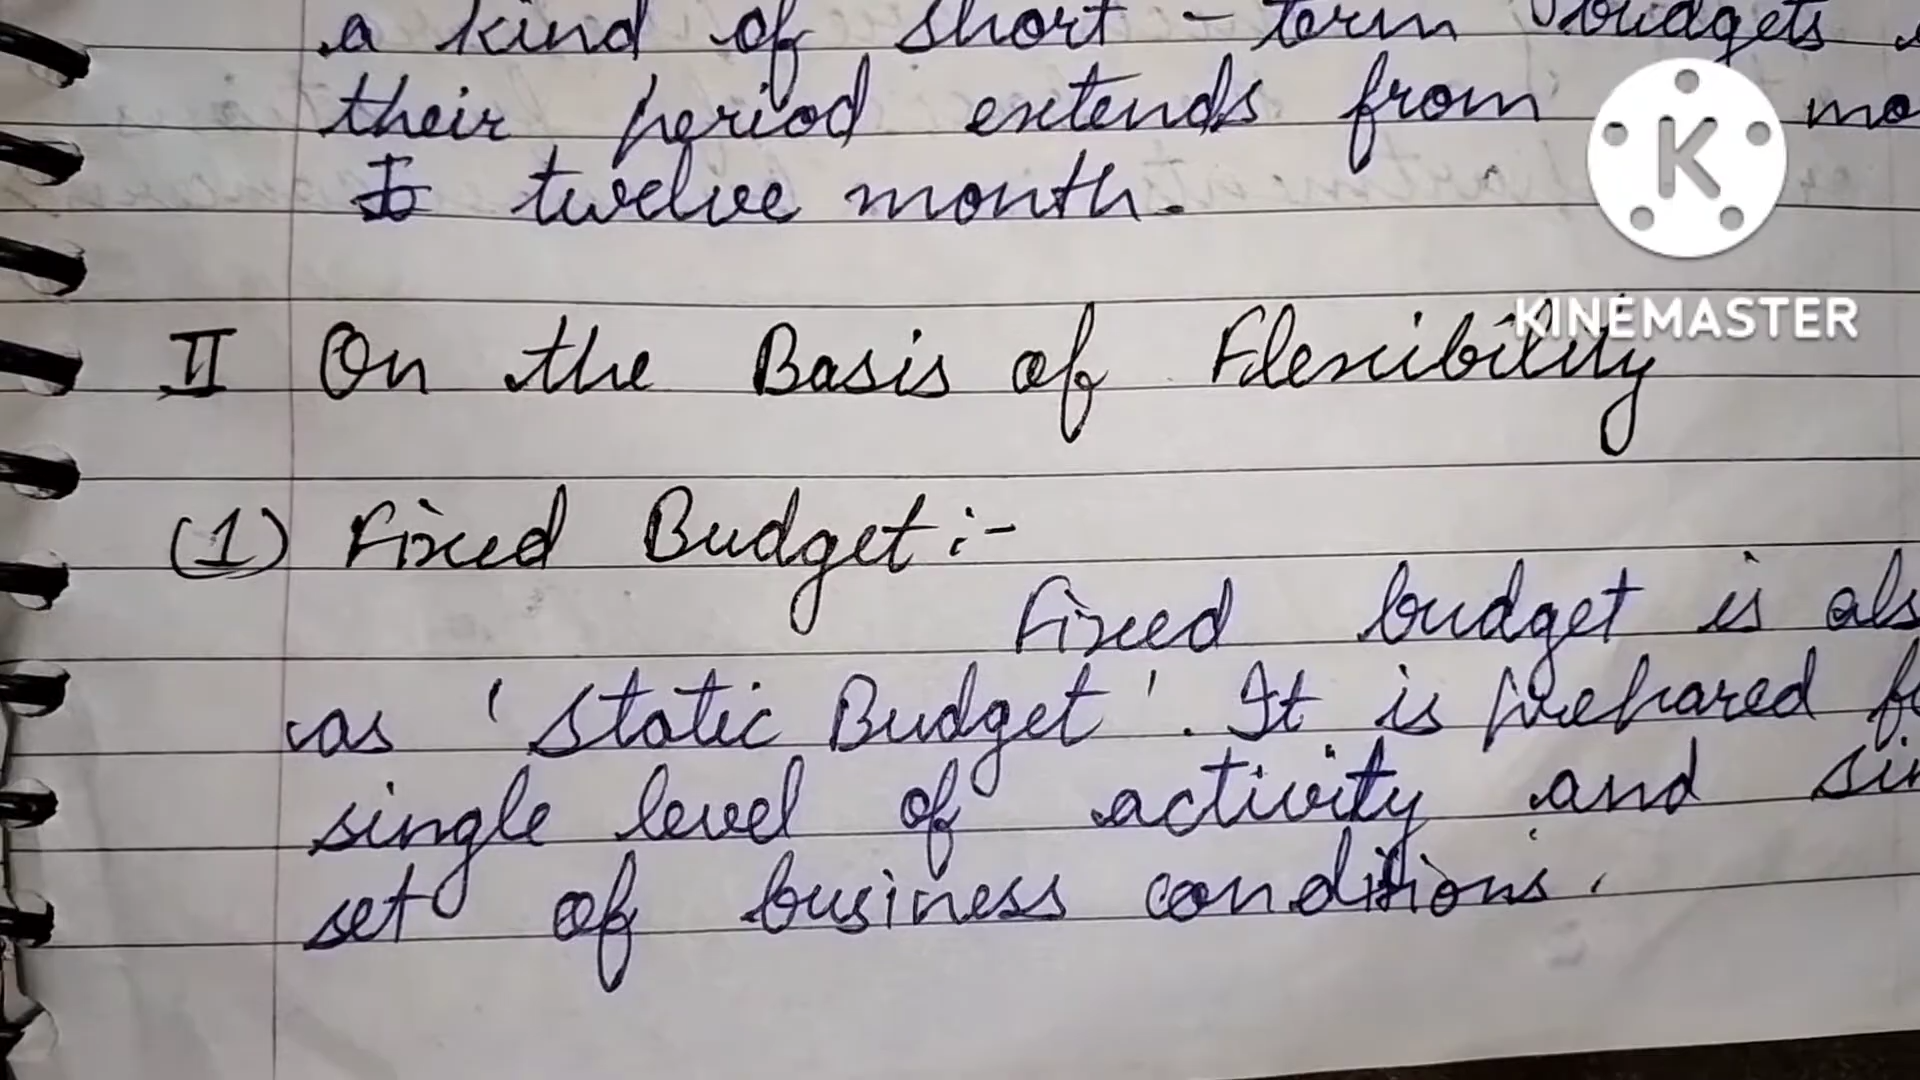 a kind of short - term budgets
their period extends from
to twelve month.
K
KINEMASTER
II On the Basis of Flexibility
(1) Fixed Budget :-
Fixed budget is als
as 'Static Budget'. It is prepared f
single level of activity and sin
set of business conditions.